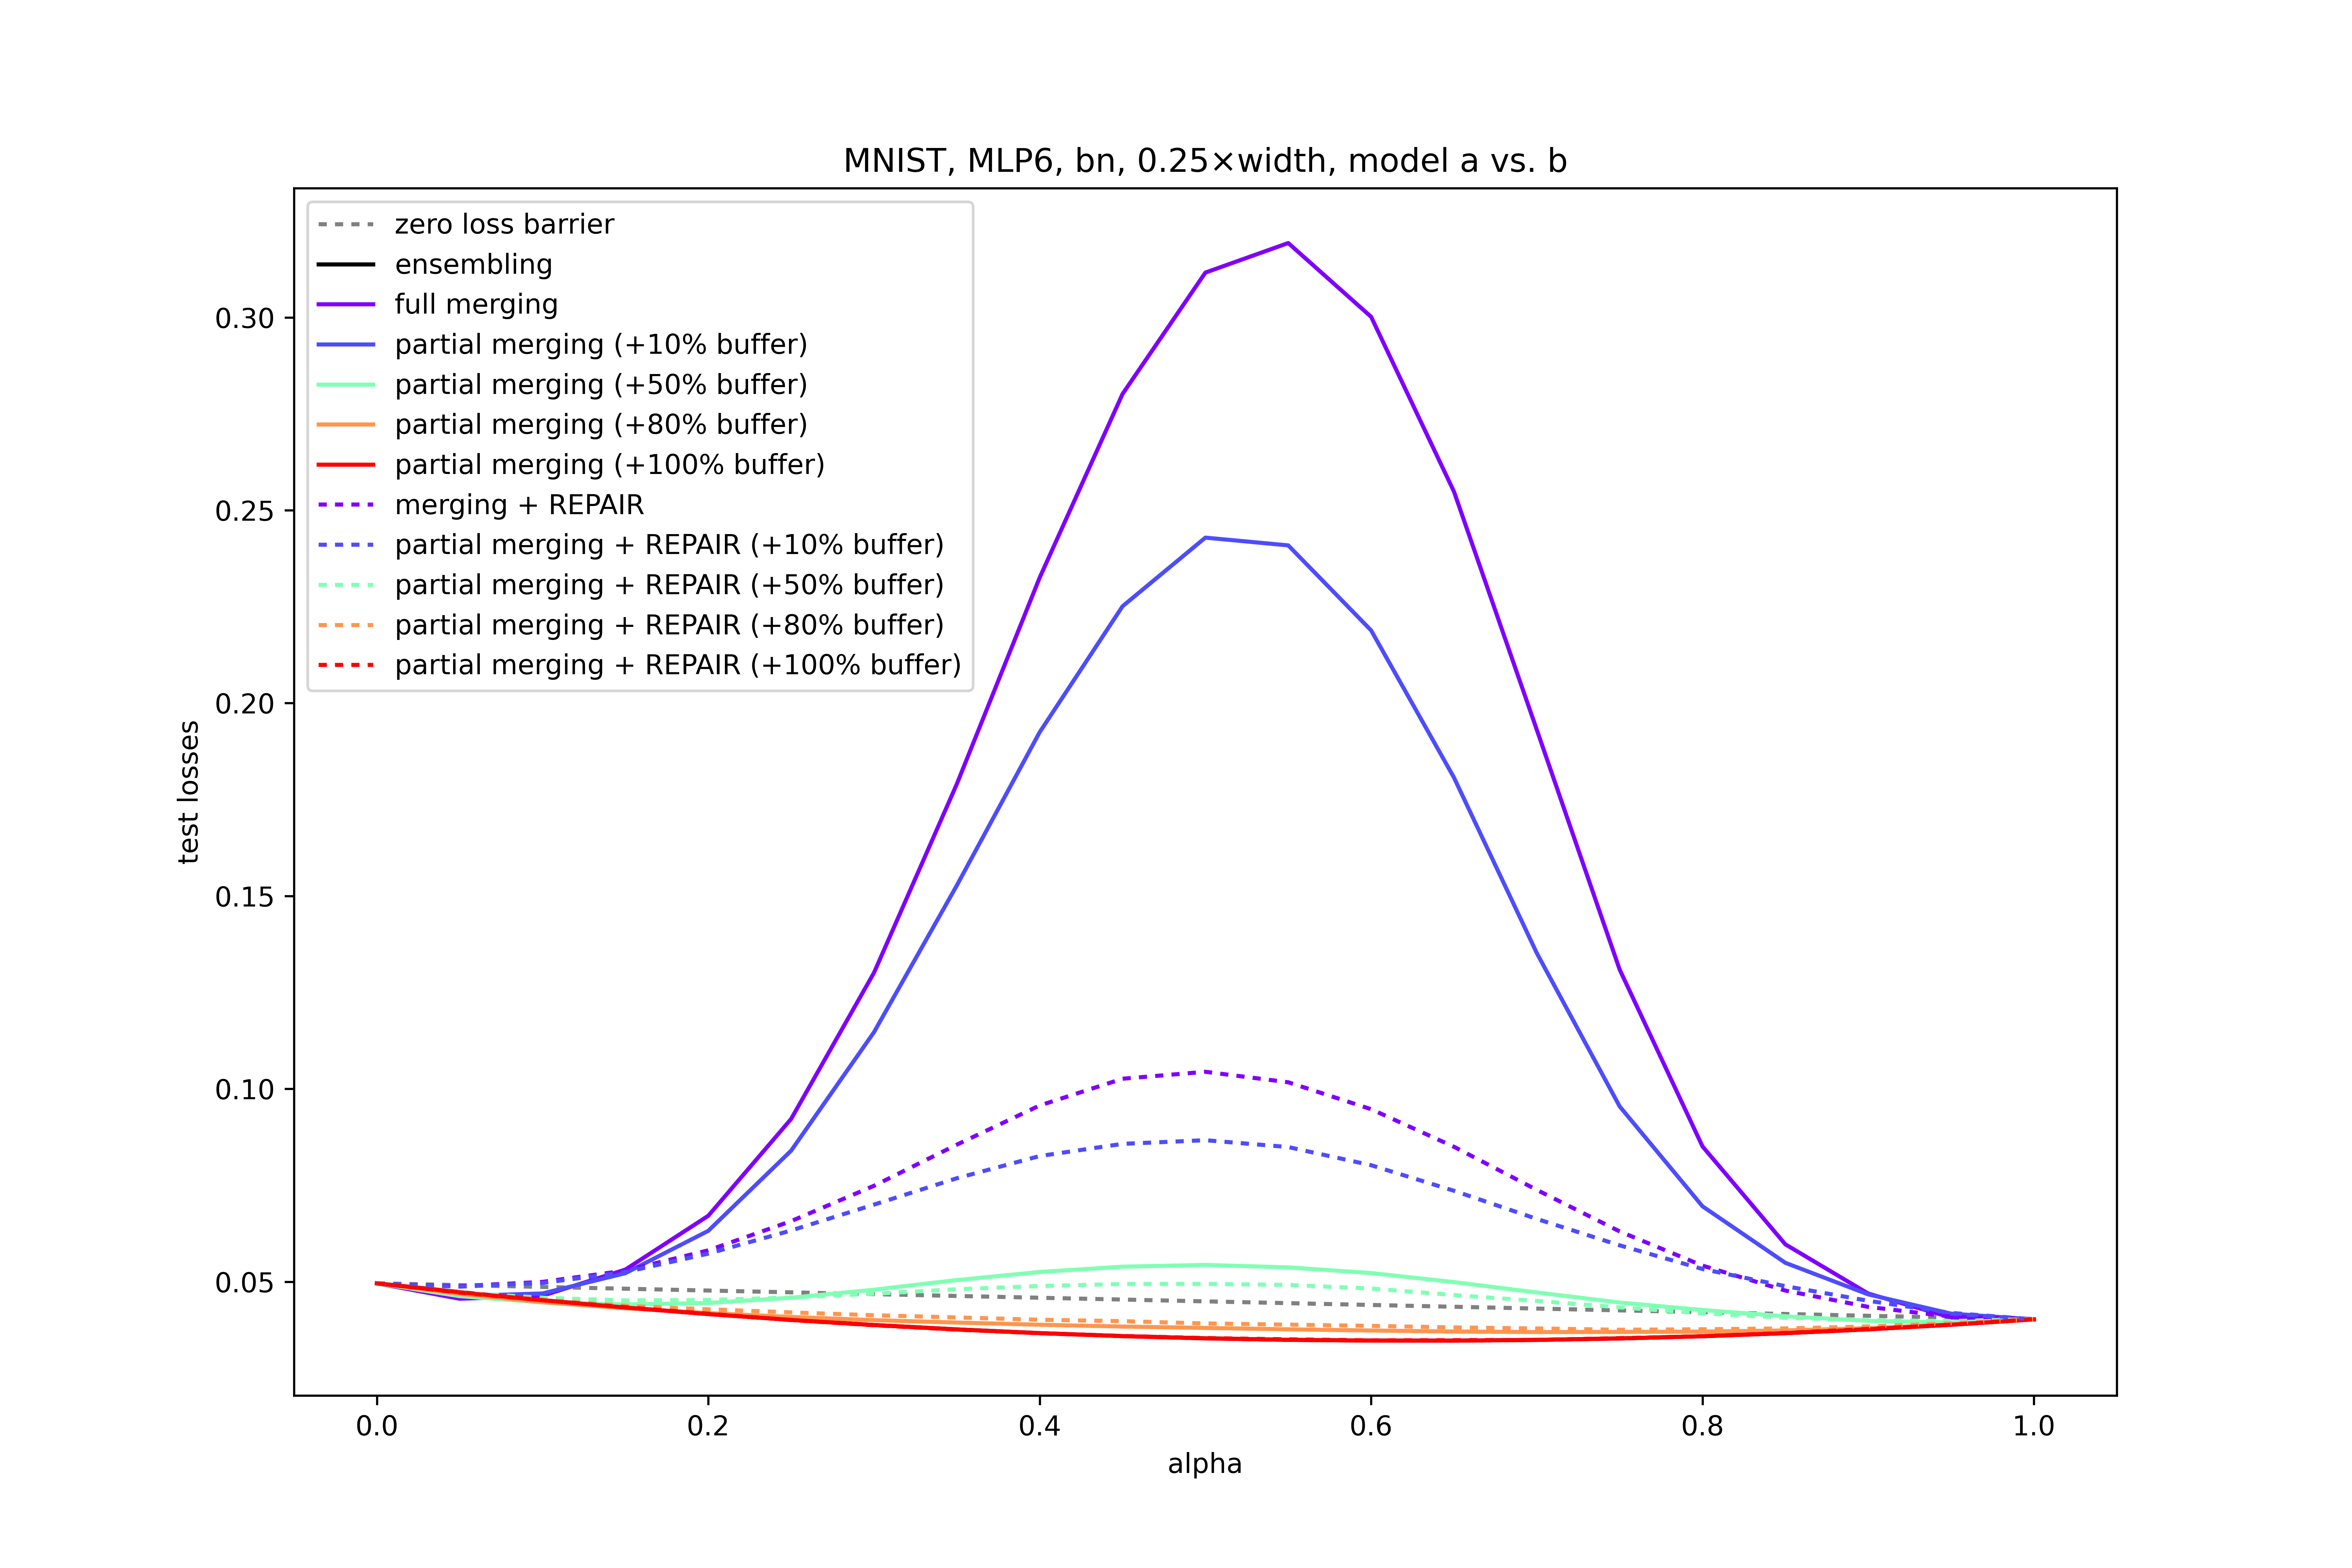 MNIST, MLP6, bn, 0.25×width, model a vs. b
zero loss barrier
ensembling
full merging
partial merging (+10% buffer)
partial merging (+50% buffer)
partial merging (+80% buffer)
partial merging (+100% buffer)
merging + REPAIR
partial merging + REPAIR (+10% buffer)
partial merging + REPAIR (+50% buffer)
partial merging + REPAIR (+80% buffer)
partial merging + REPAIR (+100% buffer)
test losses
0.30
0.25
0.20
0.15
0.10
0.05
0.0 0.2 0.4 0.6 0.8 1.0
alpha